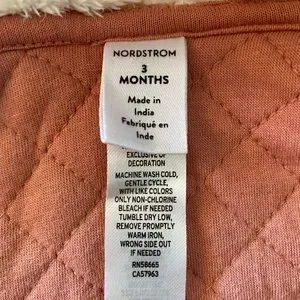 NORDSTROM
3
MONTHS
Made in
India
Fabriqué en
Inde
EXCLUSIVE OF
DECORATION
MACHINE WASH COLD,
GENTLE CYCLE,
WITH LIKE COLORS
ONLY NON-CHLORINE
BLEACH IF NEEDED
TUMBLE DRY LOW,
REMOVE PROMPTLY
WARM IRON,
WRONG SIDE OUT
IF NEEDED
RN58665
CA57963